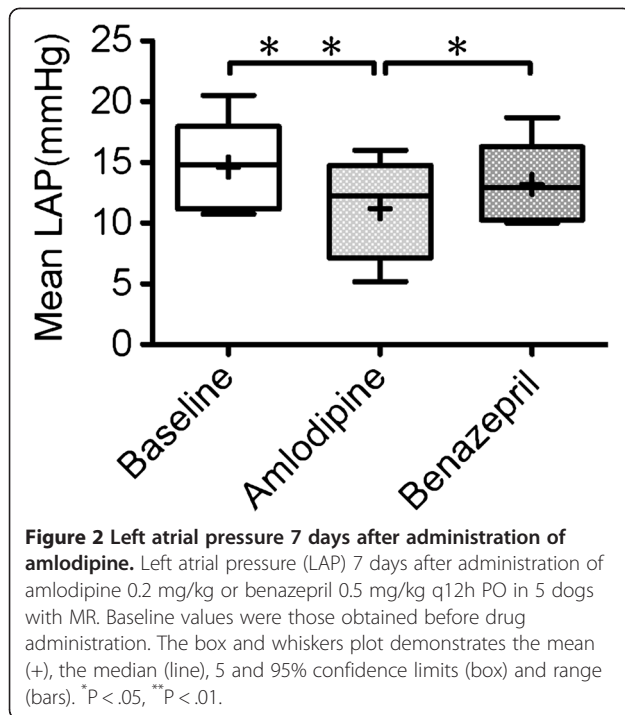 * * *
25
20
15
10
5
0
Mean LAP(mmHg)
Baseline
Amlodipine
Benazepril
Figure 2 Left atrial pressure 7 days after administration of
amlodipine. Left atrial pressure (LAP) 7 days after administration of
amlodipine 0.2 mg/kg or benazepril 0.5 mg/kg q12h PO in 5 dogs
with MR. Baseline values were those obtained before drug
administration. The box and whiskers plot demonstrates the mean
(+), the median (line), 5 and 95% confidence limits (box) and range
(bars). *P < .05, **P < .01.